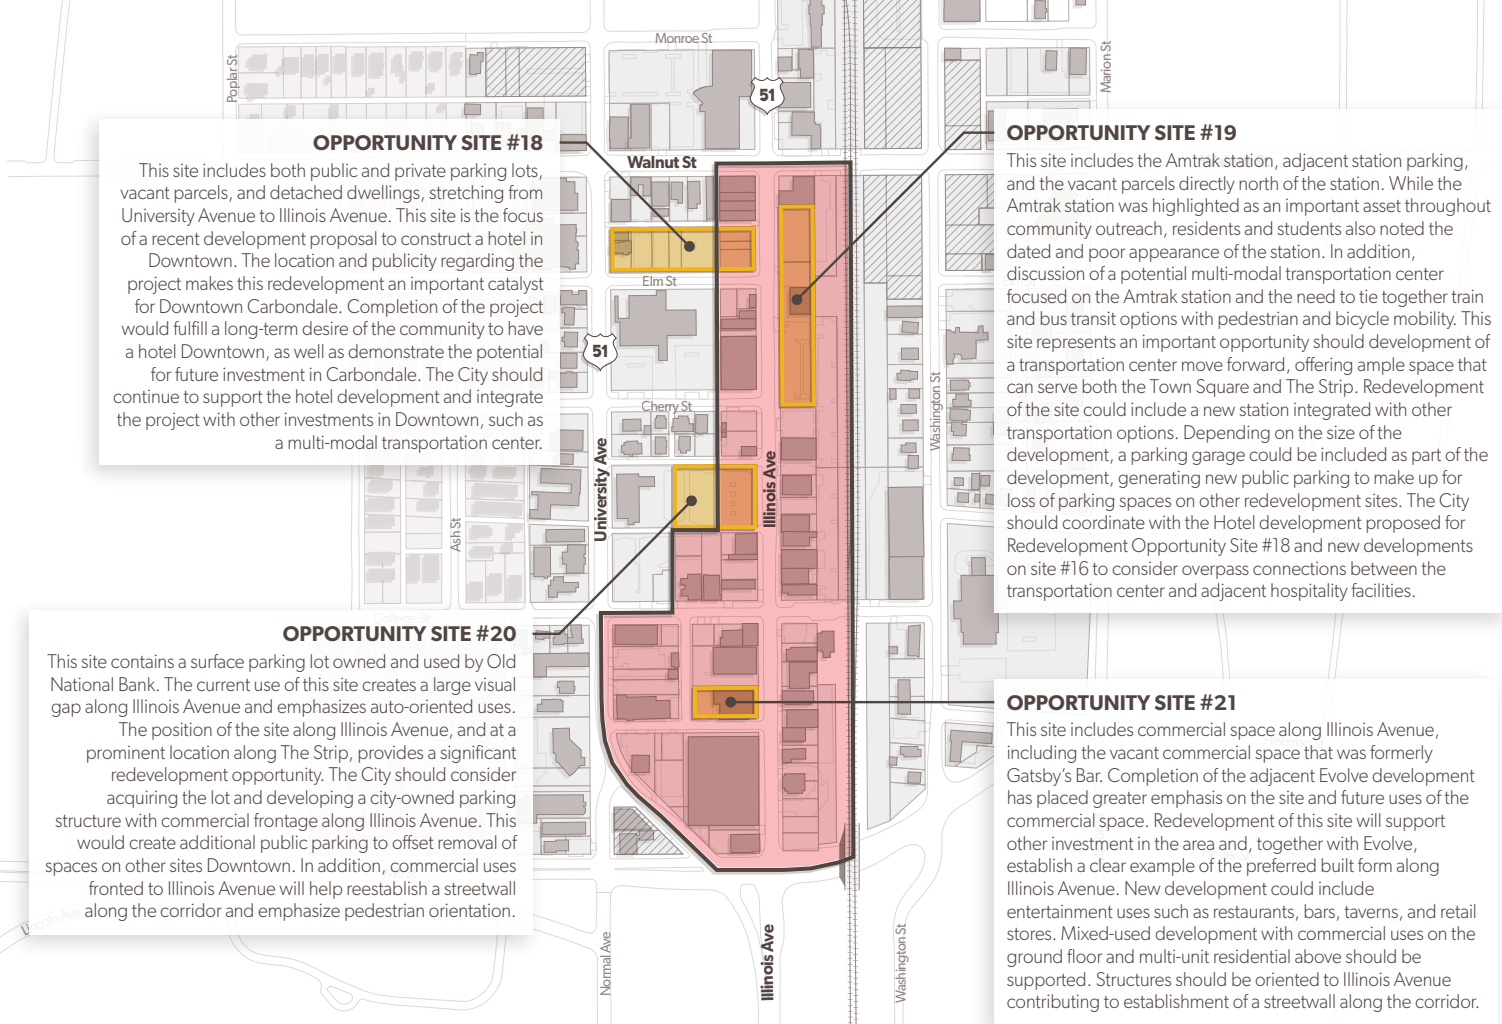 Monroe St
Poplar St
Marion St
51
Walnut St
OPPORTUNITY SITE #18
This site includes both public and private parking lots,
vacant parcels, and detached dwellings, stretching from
University Avenue to Illinois Avenue. This site is the focus
of a recent development proposal to construct a hotel in
Downtown. The location and publicity regarding the
project makes this redevelopment an important catalyst
for Downtown Carbondale. Completion of the project
would fulfill a long-term desire of the community to have
a hotel Downtown, as well as demonstrate the potential
for future investment in Carbondale. The City should
continue to support the hotel development and integrate
the project with other investments in Downtown, such as
a multi-modal transportation center.
OPPORTUNITY SITE #19
This site includes the Amtrak station, adjacent station parking,
and the vacant parcels directly north of the station. While the
Amtrak station was highlighted as an important asset throughout
community outreach, residents and students also noted the
dated and poor appearance of the station. In addition,
discussion of a potential multi-modal transportation center
focused on the Amtrak station and the need to tie together train
and bus transit options with pedestrian and bicycle mobility. This
site represents an important opportunity should development of
a transportation center move forward, offering ample space that
can serve both the Town Square and The Strip. Redevelopment
of the site could include a new station integrated with other
transportation options. Depending on the size of the
development, a parking garage could be included as part of the
development, generating new public parking to make up for
loss of parking spaces on other redevelopment sites. The City
should coordinate with the Hotel development proposed for
Redevelopment Opportunity Site #18 and new developments
on site #16 to consider overpass connections between the
transportation center and adjacent hospitality facilities.
Elm St
51
Cherry St
Washington St
University Ave
Illinois Ave
Ash St
College St
OPPORTUNITY SITE #20
This site contains a surface parking lot owned and used by Old
National Bank. The current use of this site creates a large visual
gap along Illinois Avenue and emphasizes auto-oriented uses.
The position of the site along Illinois Avenue, and at a
prominent location along The Strip, provides a significant
redevelopment opportunity. The City should consider
acquiring the lot and developing a city-owned parking
structure with commercial frontage along Illinois Avenue. This
would create additional public parking to offset removal of
spaces on other sites Downtown. In addition, commercial uses
fronted to Illinois Avenue will help reestablish a streetwall
along the corridor and emphasize pedestrian orientation.
OPPORTUNITY SITE #21
This site includes commercial space along Illinois Avenue,
including the vacant commercial space that was formerly
Gatsby's Bar. Completion of the adjacent Evolve development
has placed greater emphasis on the site and future uses of the
commercial space. Redevelopment of this site will support
other investment in the area and, together with Evolve,
establish a clear example of the preferred built form along
Illinois Avenue. New development could include
entertainment uses such as restaurants, bars, taverns, and retail
stores. Mixed-used development with commercial uses on the
ground floor and multi-unit residential above should be
supported. Structures should be oriented to Illinois Avenue
contributing to establishment of a streetwall along the corridor.
Lincoln Ave
Normal Ave
Illinois Ave
Washington St